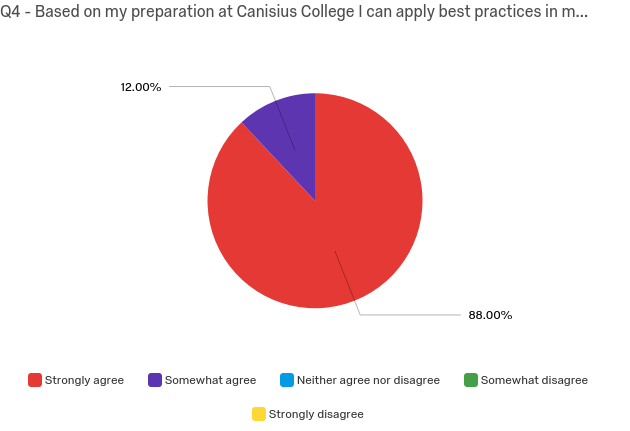 Q4 - Based on my preparation at Canisius College I can apply best practices in m...
12.00%
88.00%
Strongly agree
Somewhat agree
Neither agree nor disagree
Somewhat disagree
Strongly disagree